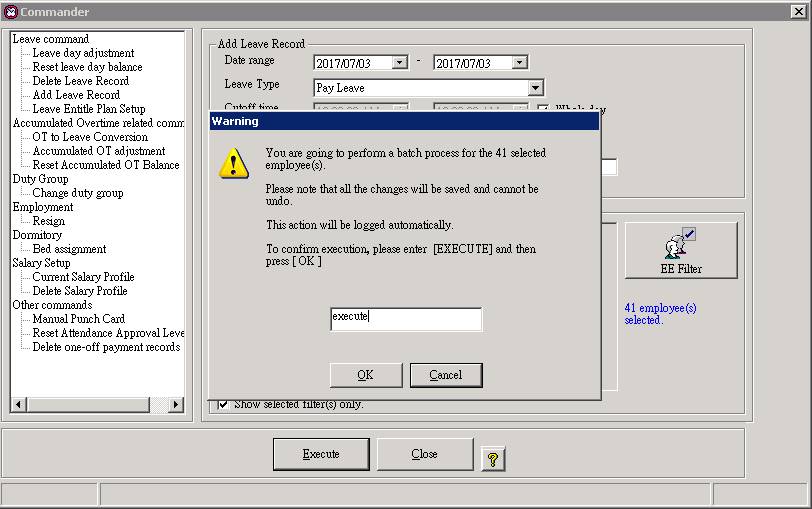 Commander
Leave command
Leave day adjustment
Reset leave day balance
Delete Leave Record
Add Leave Record
Leave Entitle Plan Setup
Accumulated Overtime related comm
OT to Leave Conversion
Accumulated OT adjustment
Reset Accumulated OT Balance
Duty Group
Change duty group
Employment
Resign
Dormitory
Bed assignment
Salary Setup
Current Salary Profile
Delete Salary Profile
Other commands
Manual Punch Card
Reset Attendance Approval Leve
Delete one-off payment records
Add Leave Record
Date range 2017/07/03 - 2017/07/03
Leave Type Pay Leave
Cutoff time Whole day
Warning
You are going to perform a batch process for the 41 selected
employee(s).
Please note that all the changes will be saved and cannot be
undo.
This action will be logged automatically.
To confirm execution, please enter [EXECUTE] and then
press [ OK ]
execute
OK Cancel
EE Filter
41 employee(s)
selected.
Show selected filter(s) only.
Execute Close ?